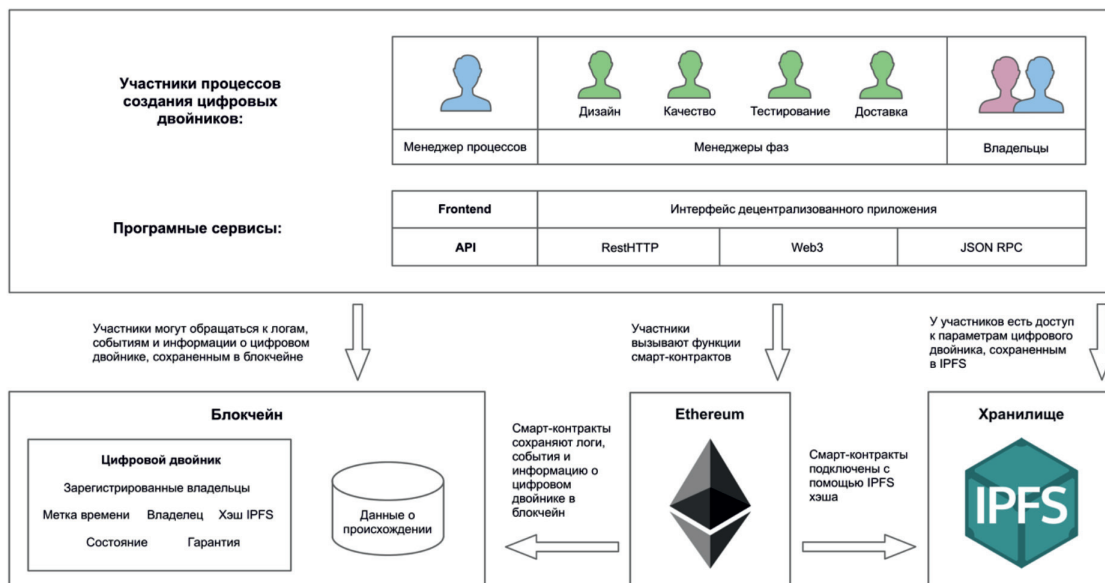 Участники процессов
создания цифровых
двойников:
Дизайн
Качество
Тестирование
Доставка
Менеджер процессов
Менеджеры фаз
Владельцы
Програмные сервисы:
Frontend
Интерфейс децентрализованного приложения
API
RestHTTP
Web3
JSON RPC
Участники могут обращаться к логам,
событиям и информации о цифровом
двойнике, сохраненным в блокчейне
Участники
вызывают функции
смарт-контрактов
У участников есть доступ
к параметрам цифрового
двойника, сохраненным
в IPFS
Блокчейн
Цифровой двойник
Зарегистрированные владельцы
Метка времени
Владелец
Хэш IPFS
Состояние
Гарантия
Данные о
происхождении
Смарт-контракты
сохраняют логи,
события и
информацию о
цифровом
двойнике в
блокчейн
Ethereum
Смарт-контракты
подключены с
помощью IPFS
хэша
Хранилище
IPFS